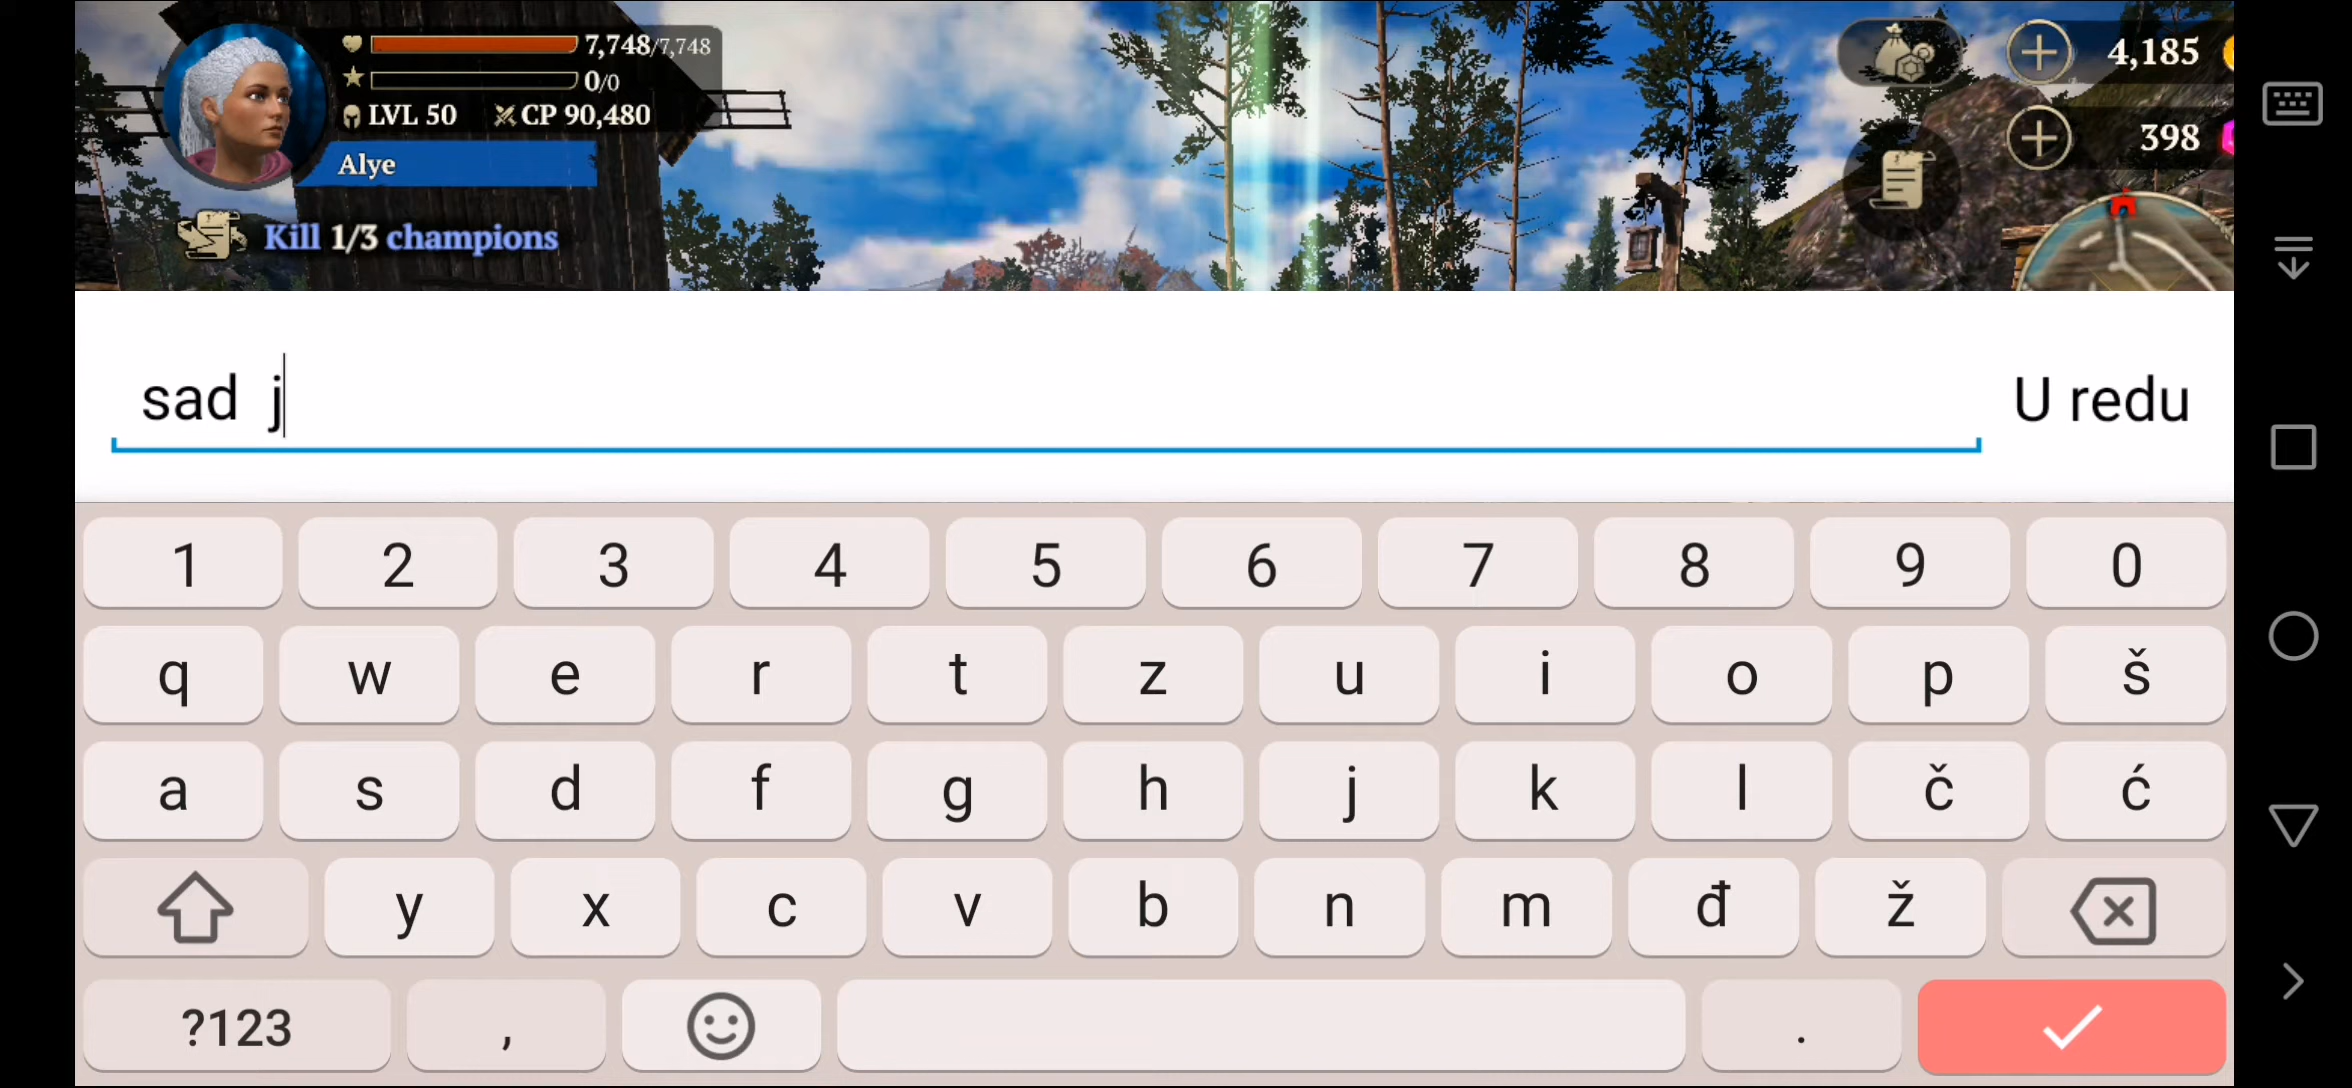 7,748/7,748
0/0
LVL 50 CP 90,480
Alye
Kill 1/3 champions
4,185
398
sad  j
U redu
1 2 3 4 5 6 7 8 9 0
q w e r t z u i o p š
a s d f g h j k l č ć
y x c v b n m đ ž
?123 , .